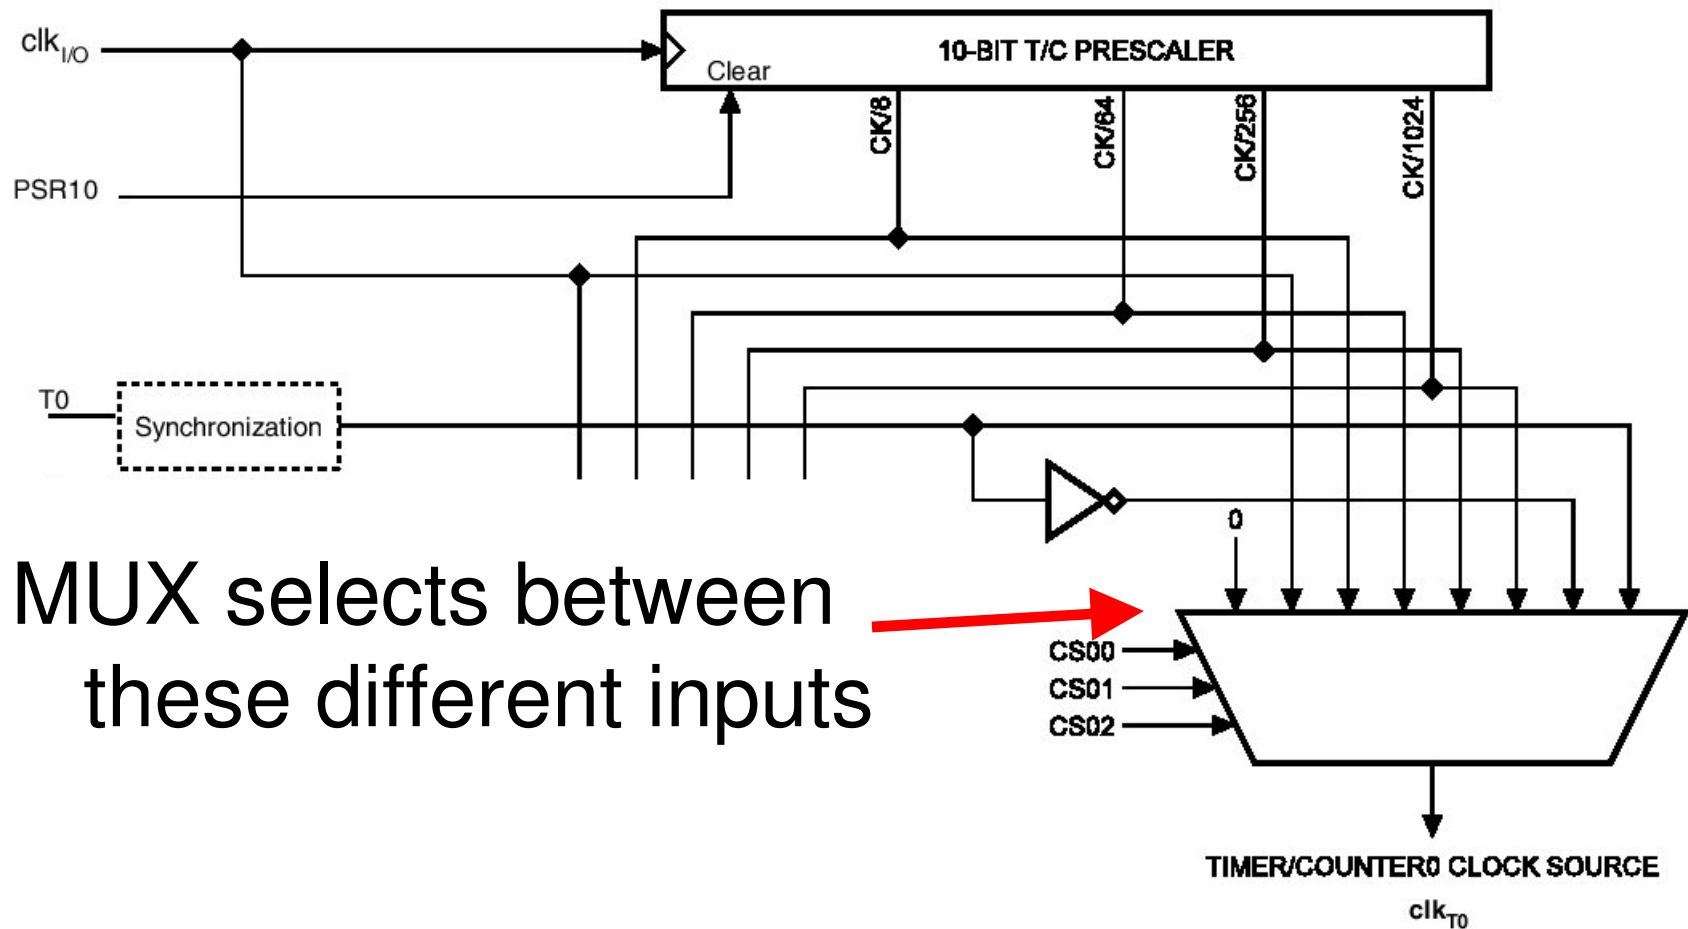 clkI/O
10-BIT T/C PRESCALER
Clear
CK/8
CK/64
CK/256
CK/1024
PSR10
T0
Synchronization
0
MUX selects between
these different inputs
CS00
CS01
CS02
TIMER/COUNTER0 CLOCK SOURCE
clkT0